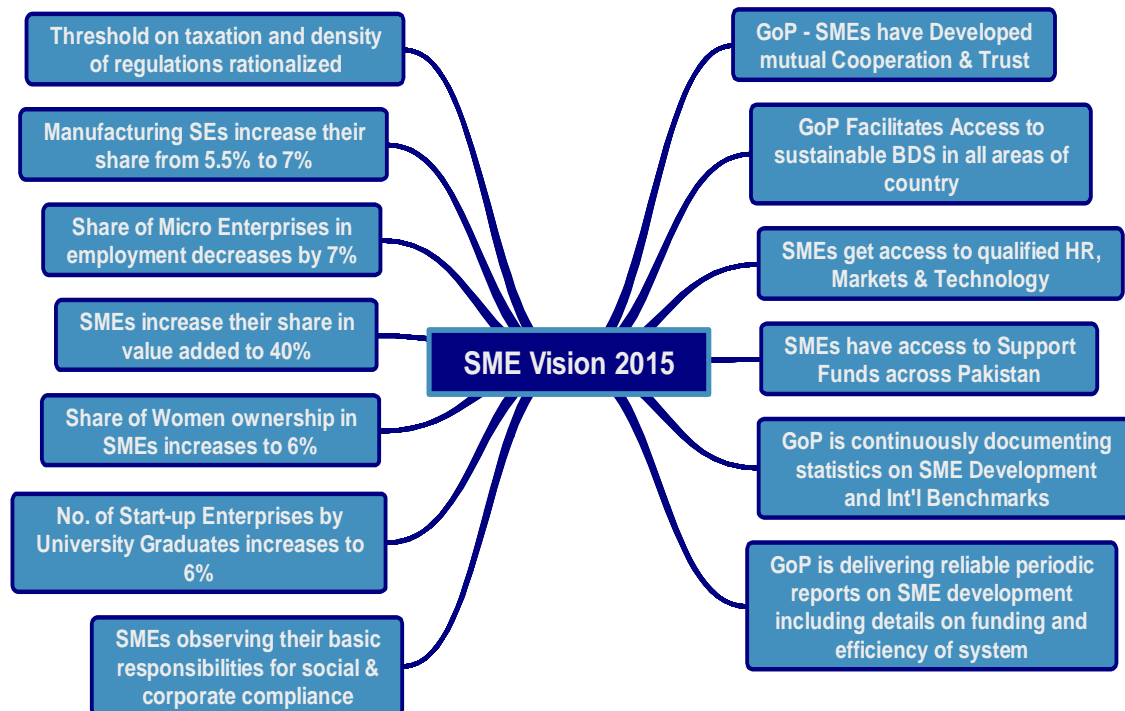 Threshold on taxation and density
of regulations rationalized
Manufacturing SEs increase their
share from 5.5% to 7%
Share of Micro Enterprises in
employment decreases by 7%
SMEs increase their share in
value added to 40%
Share of Women ownership in
SMEs increases to 6%
No. of Start-up Enterprises by
University Graduates increases to
6%
SMEs observing their basic
responsibilities for social &
corporate compliance
SME Vision 2015
GoP - SMEs have Developed
mutual Cooperation & Trust
GoP Facilitates Access to
sustainable BDS in all areas of
country
SMEs get access to qualified HR,
Markets & Technology
SMEs have access to Support
Funds across Pakistan
GoP is continuously documenting
statistics on SME Development
and Int'l Benchmarks
GoP is delivering reliable periodic
reports on SME development
including details on funding and
efficiency of system